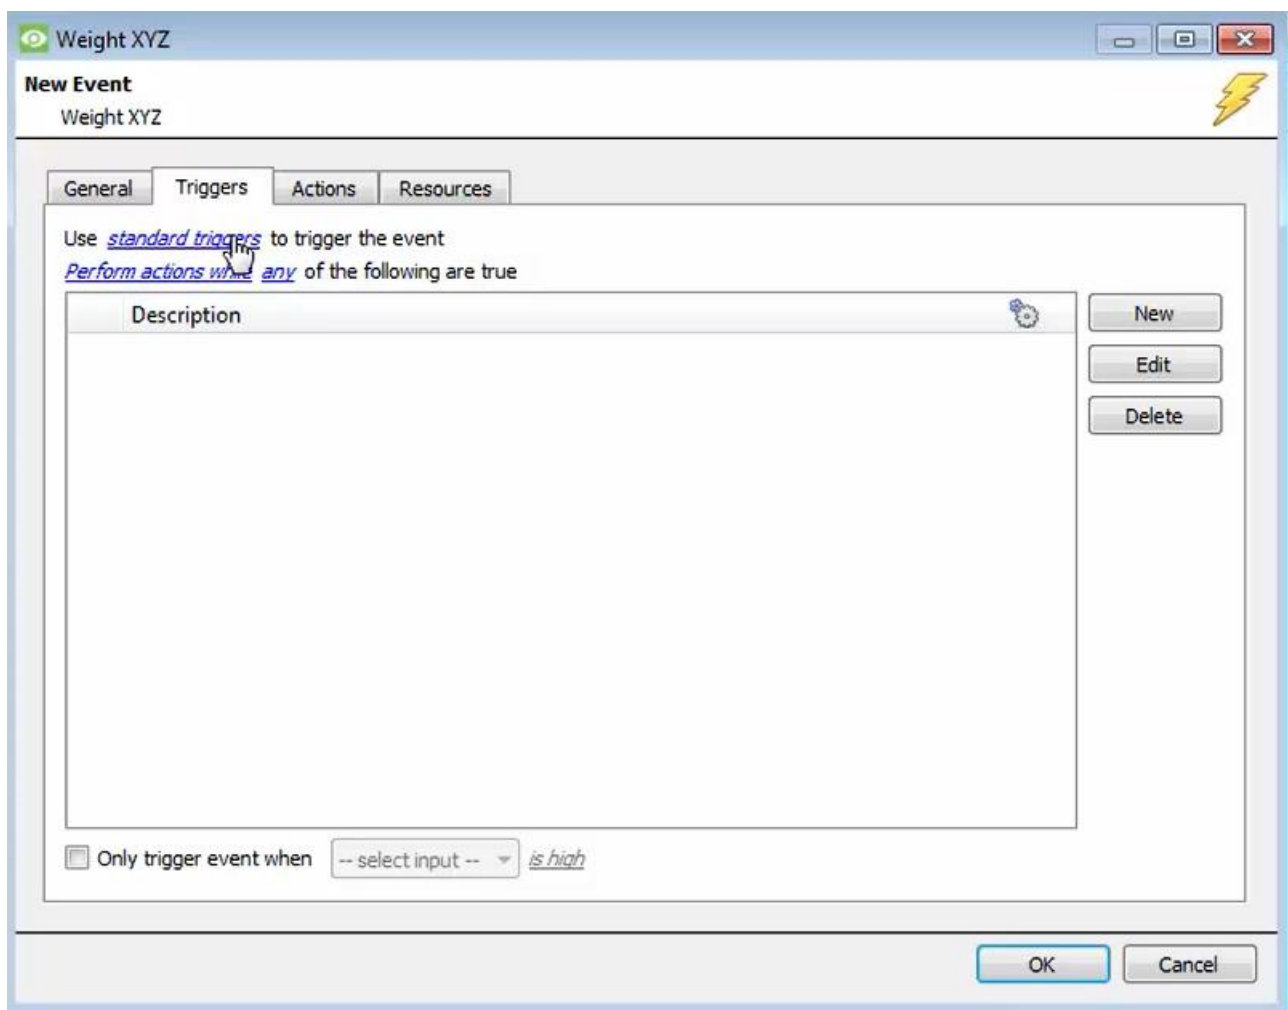 Weight XYZ
New Event
Weight XYZ
General Triggers Actions Resources
Use standard triggers to trigger the event
Perform actions while any of the following are true
Description
New
Edit
Delete
Only trigger event when -- select input -- is high
OK Cancel